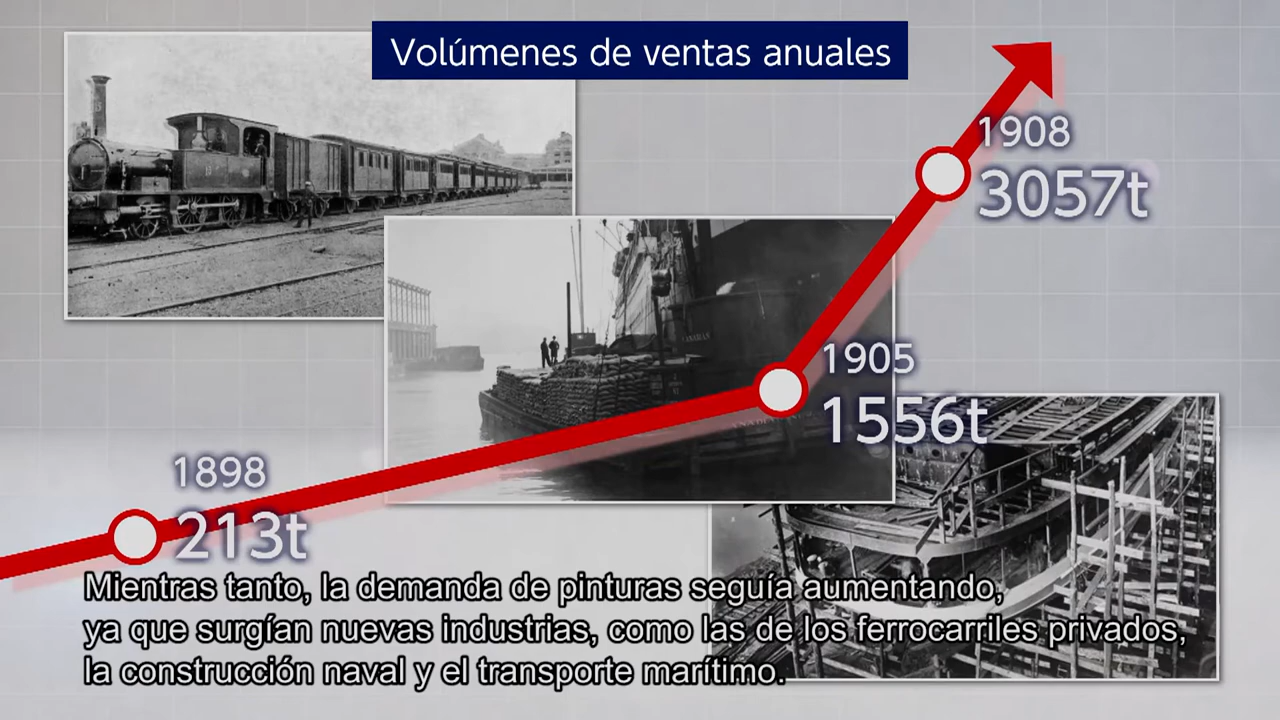 Volúmenes de ventas anuales
1908
3057t
1905
1556t
1898
213t
Mientras tanto, la demanda de pinturas seguía aumentando,
ya que surgían nuevas industrias, como las de los ferrocarriles privados,
la construcción naval y el transporte marítimo.